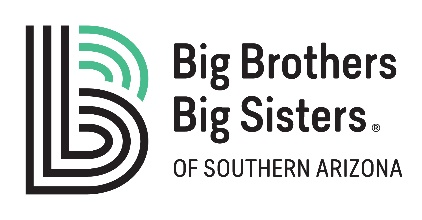 Big Brothers
Big Sisters®
OF SOUTHERN ARIZONA